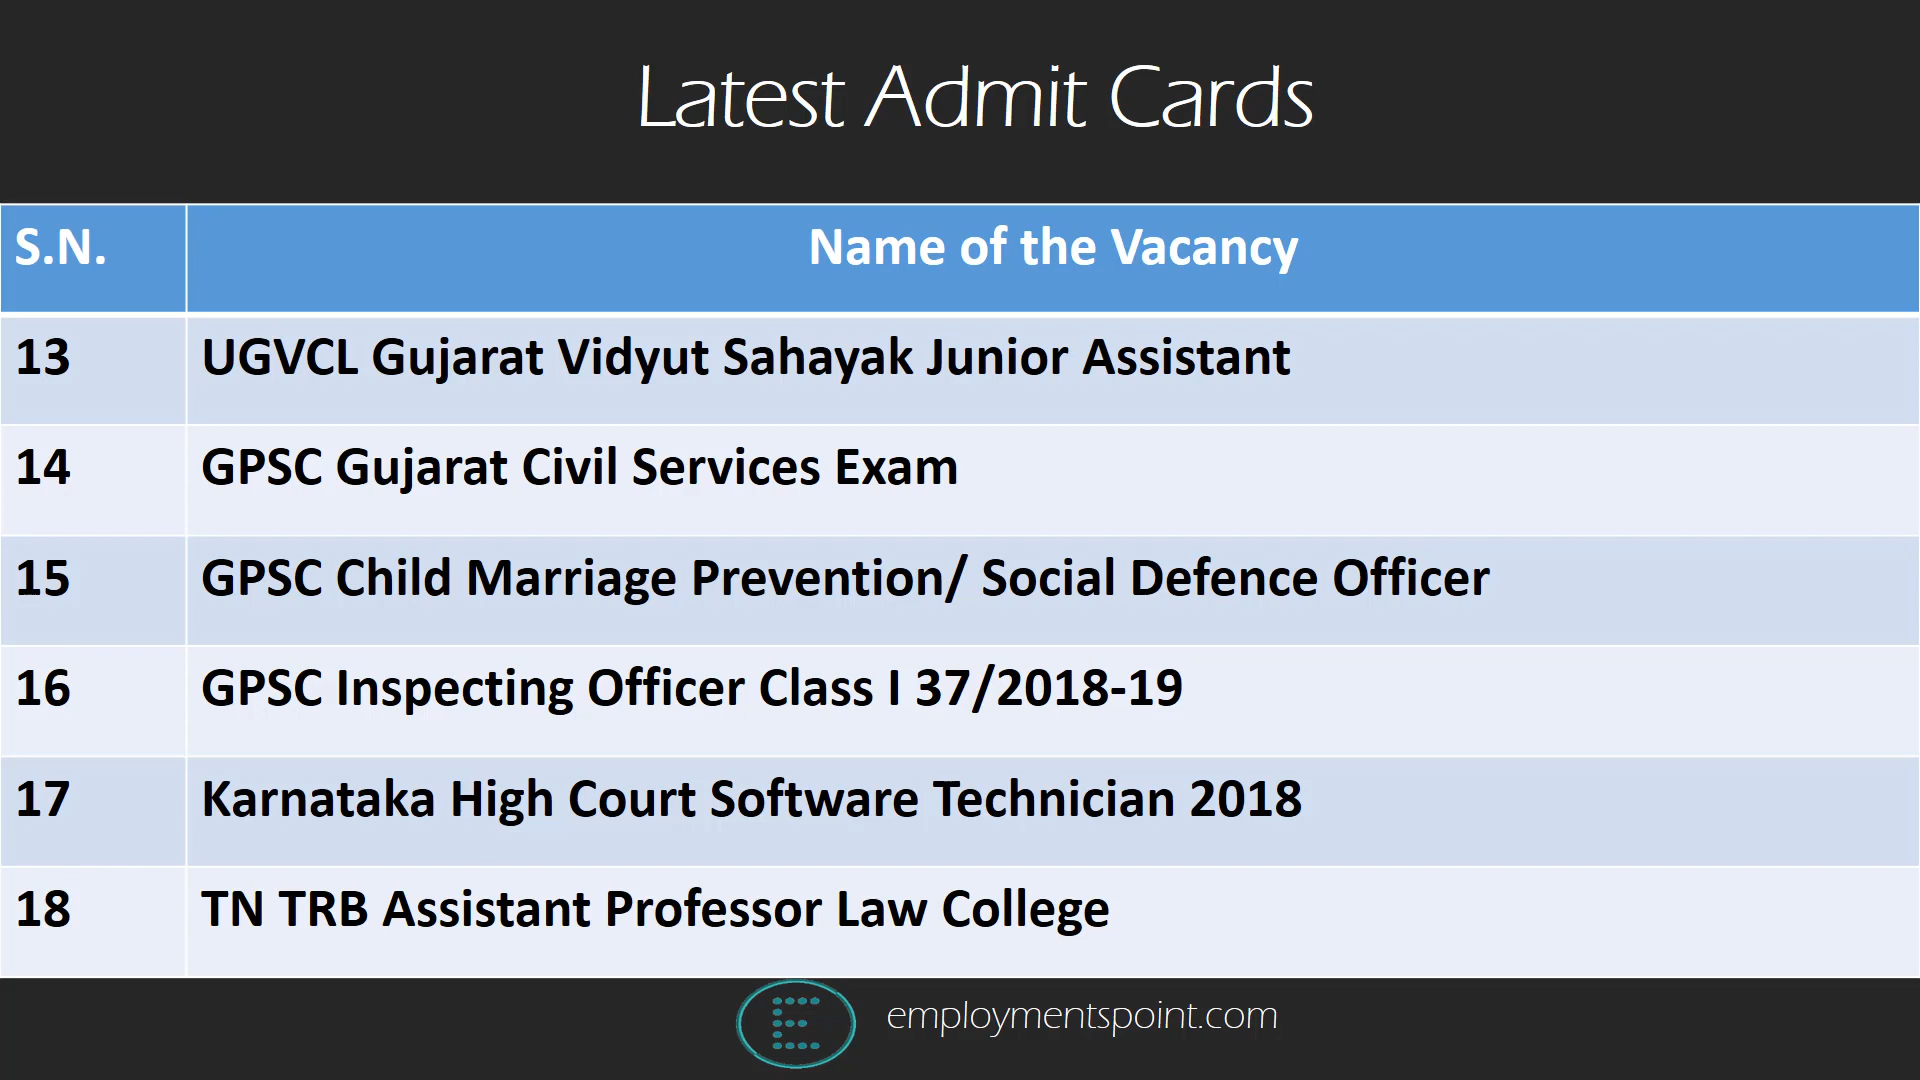 Latest Admit Cards
S.N. Name of the Vacancy
13 UGVCL Gujarat Vidyut Sahayak Junior Assistant
14 GPSC Gujarat Civil Services Exam
15 GPSC Child Marriage Prevention/ Social Defence Officer
16 GPSC Inspecting Officer Class I 37/2018-19
17 Karnataka High Court Software Technician 2018
18 TN TRB Assistant Professor Law College
E employmentspoint.com